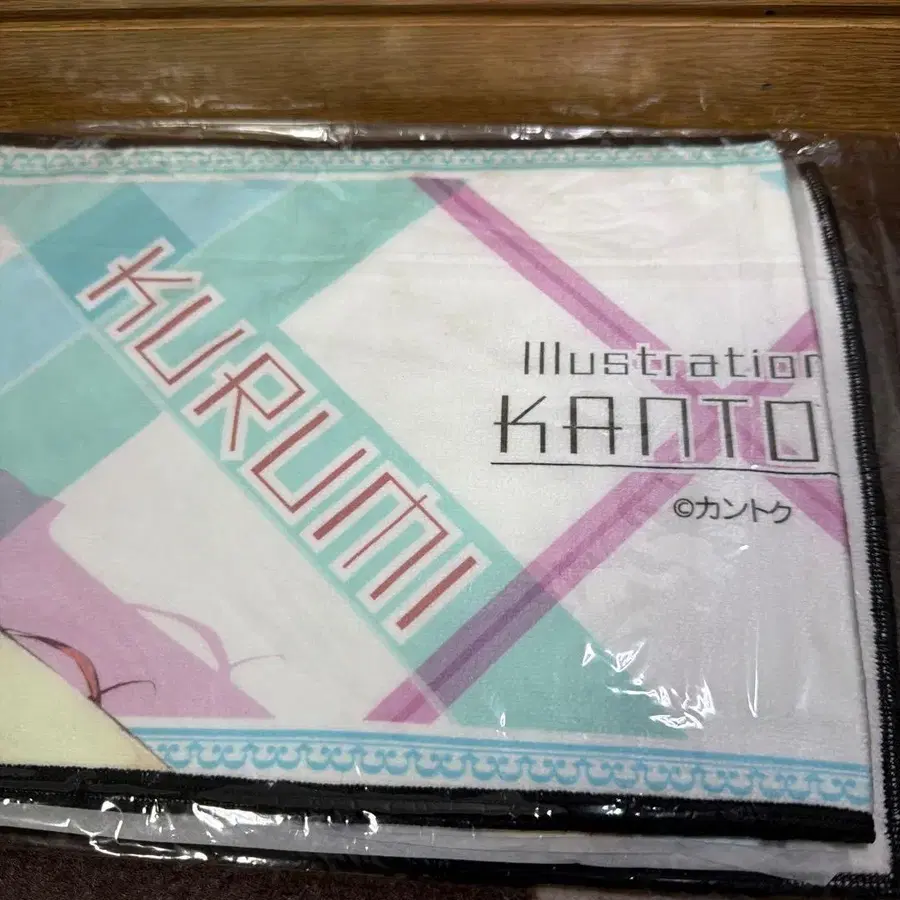 KURUMI
Illustration
KANTO
©カントク